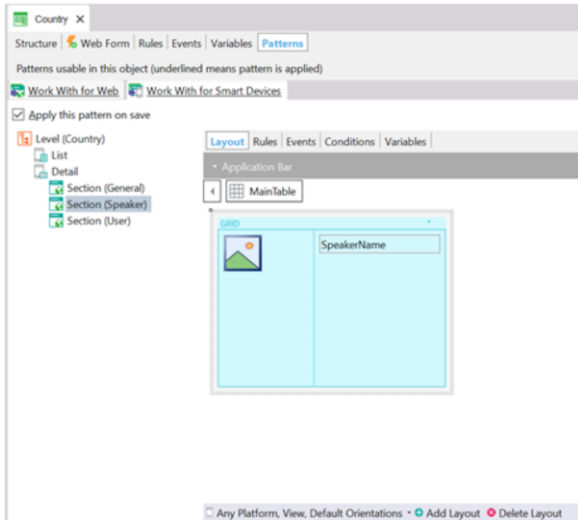 Country
Structure Web Form Rules Events Variables Patterns
Patterns usable in this object (underlined means pattern is applied)
Work With for Web Work With for Smart Devices
Apply this pattern on save
Level (Country)
List
Detail
Section (General)
Section (Speaker)
Section (User)
Layout Rules Events Conditions Variables
Application Bar
MainTable
GRID
SpeakerName
Any Platform, View, Default Orientations Add Layout Delete Layout